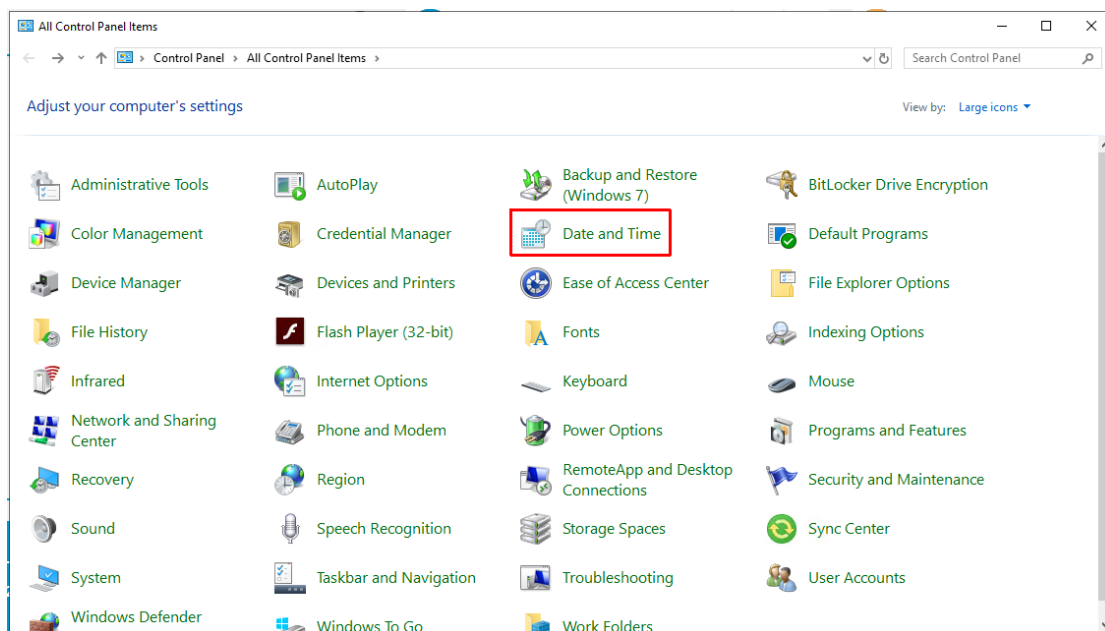 All Control Panel Items
Control Panel > All Control Panel Items >
Search Control Panel
Adjust your computer's settings
View by: Large icons
Administrative Tools
AutoPlay
Backup and Restore
(Windows 7)
BitLocker Drive Encryption
Color Management
Credential Manager
Date and Time
Default Programs
Device Manager
Devices and Printers
Ease of Access Center
File Explorer Options
File History
Flash Player (32-bit)
Fonts
Indexing Options
Infrared
Internet Options
Keyboard
Mouse
Network and Sharing
Center
Phone and Modem
Power Options
Programs and Features
Recovery
Region
RemoteApp and Desktop
Connections
Security and Maintenance
Sound
Speech Recognition
Storage Spaces
Sync Center
System
Taskbar and Navigation
Troubleshooting
User Accounts
Windows Defender
Windows To Go
Work Folders